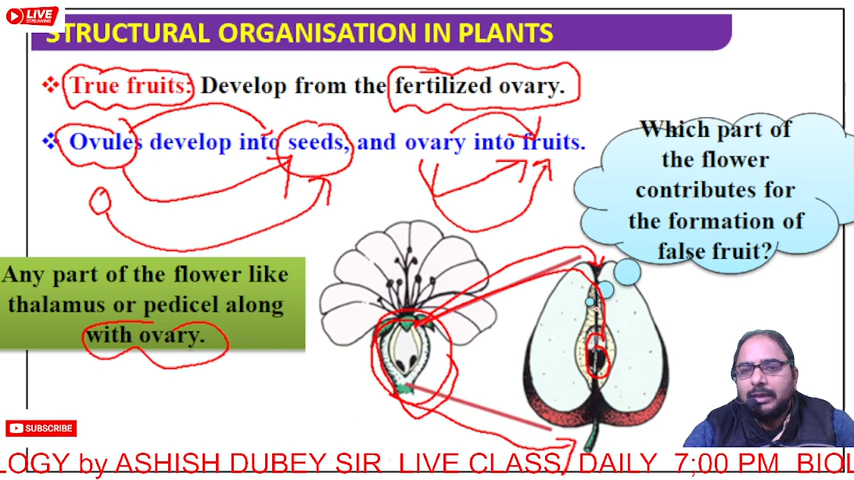 LIVE
STREAMING
STRUCTURAL ORGANISATION IN PLANTS
True fruits: Develop from the fertilized ovary.
Ovules develop into seeds, and ovary into fruits.
Which part of
the flower
contributes for
the formation of
false fruit?
Any part of the flower like
thalamus or pedicel along
with ovary.
SUBSCRIBE
LOGY by ASHISH DUBEY SIR LIVE CLASS, DAILY 7;00 PM BIOL